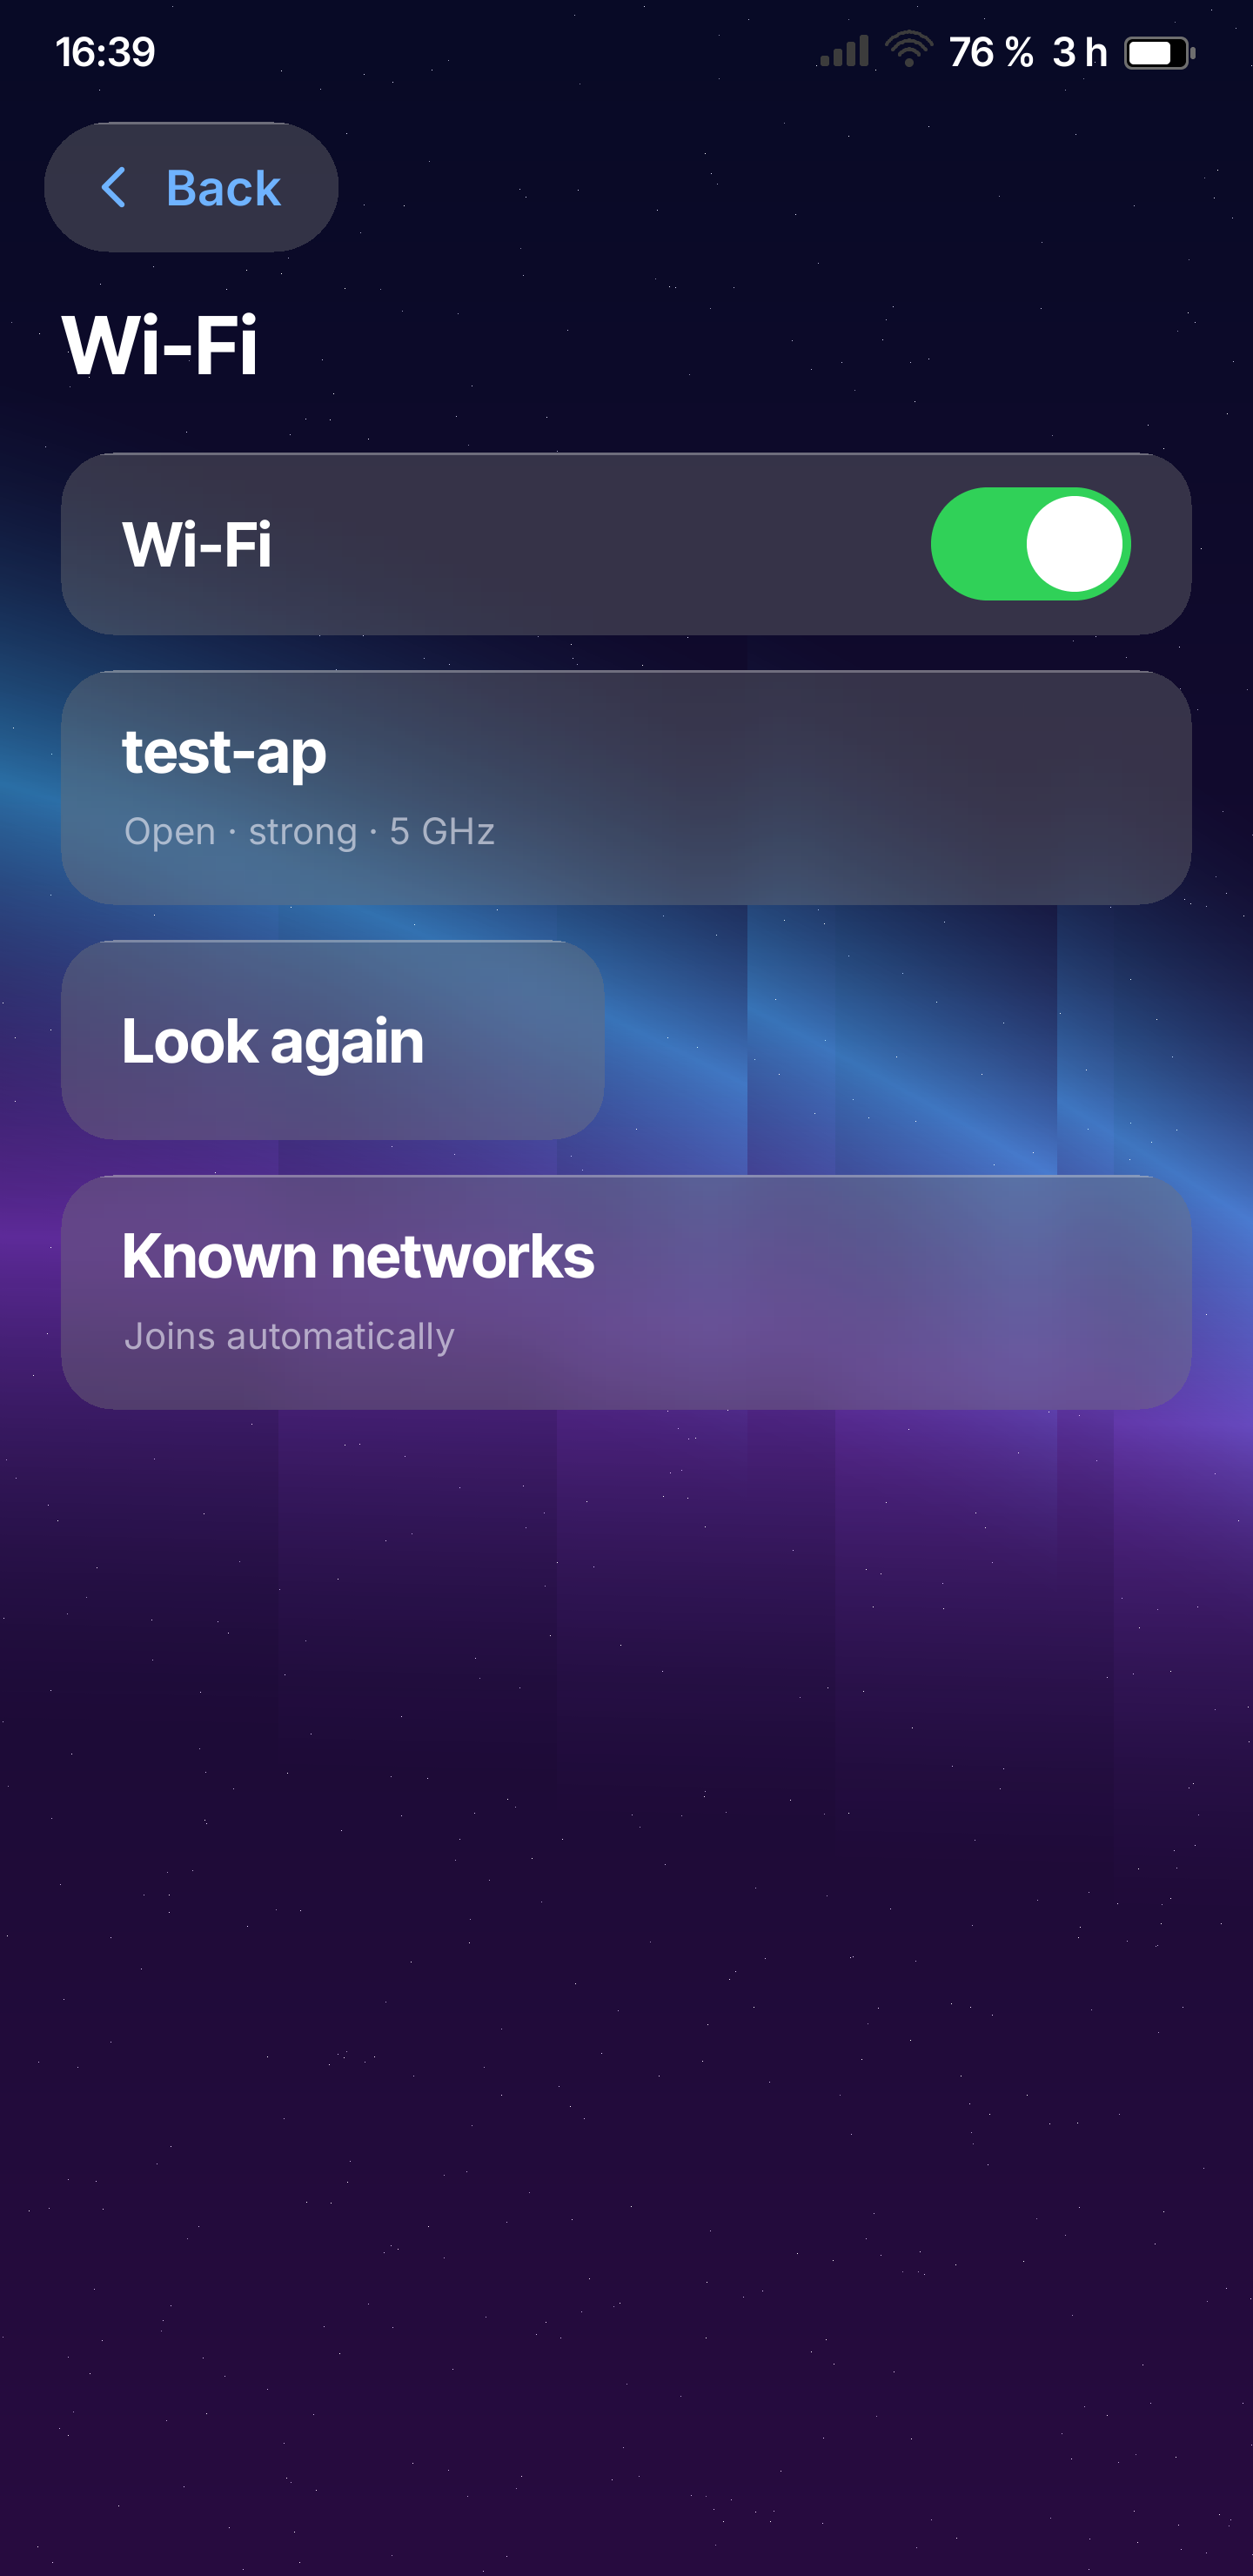 16:39
76 % 3 h
Back
Wi-Fi
Wi-Fi
test-ap
Open · strong · 5 GHz
Look again
Known networks
Joins automatically